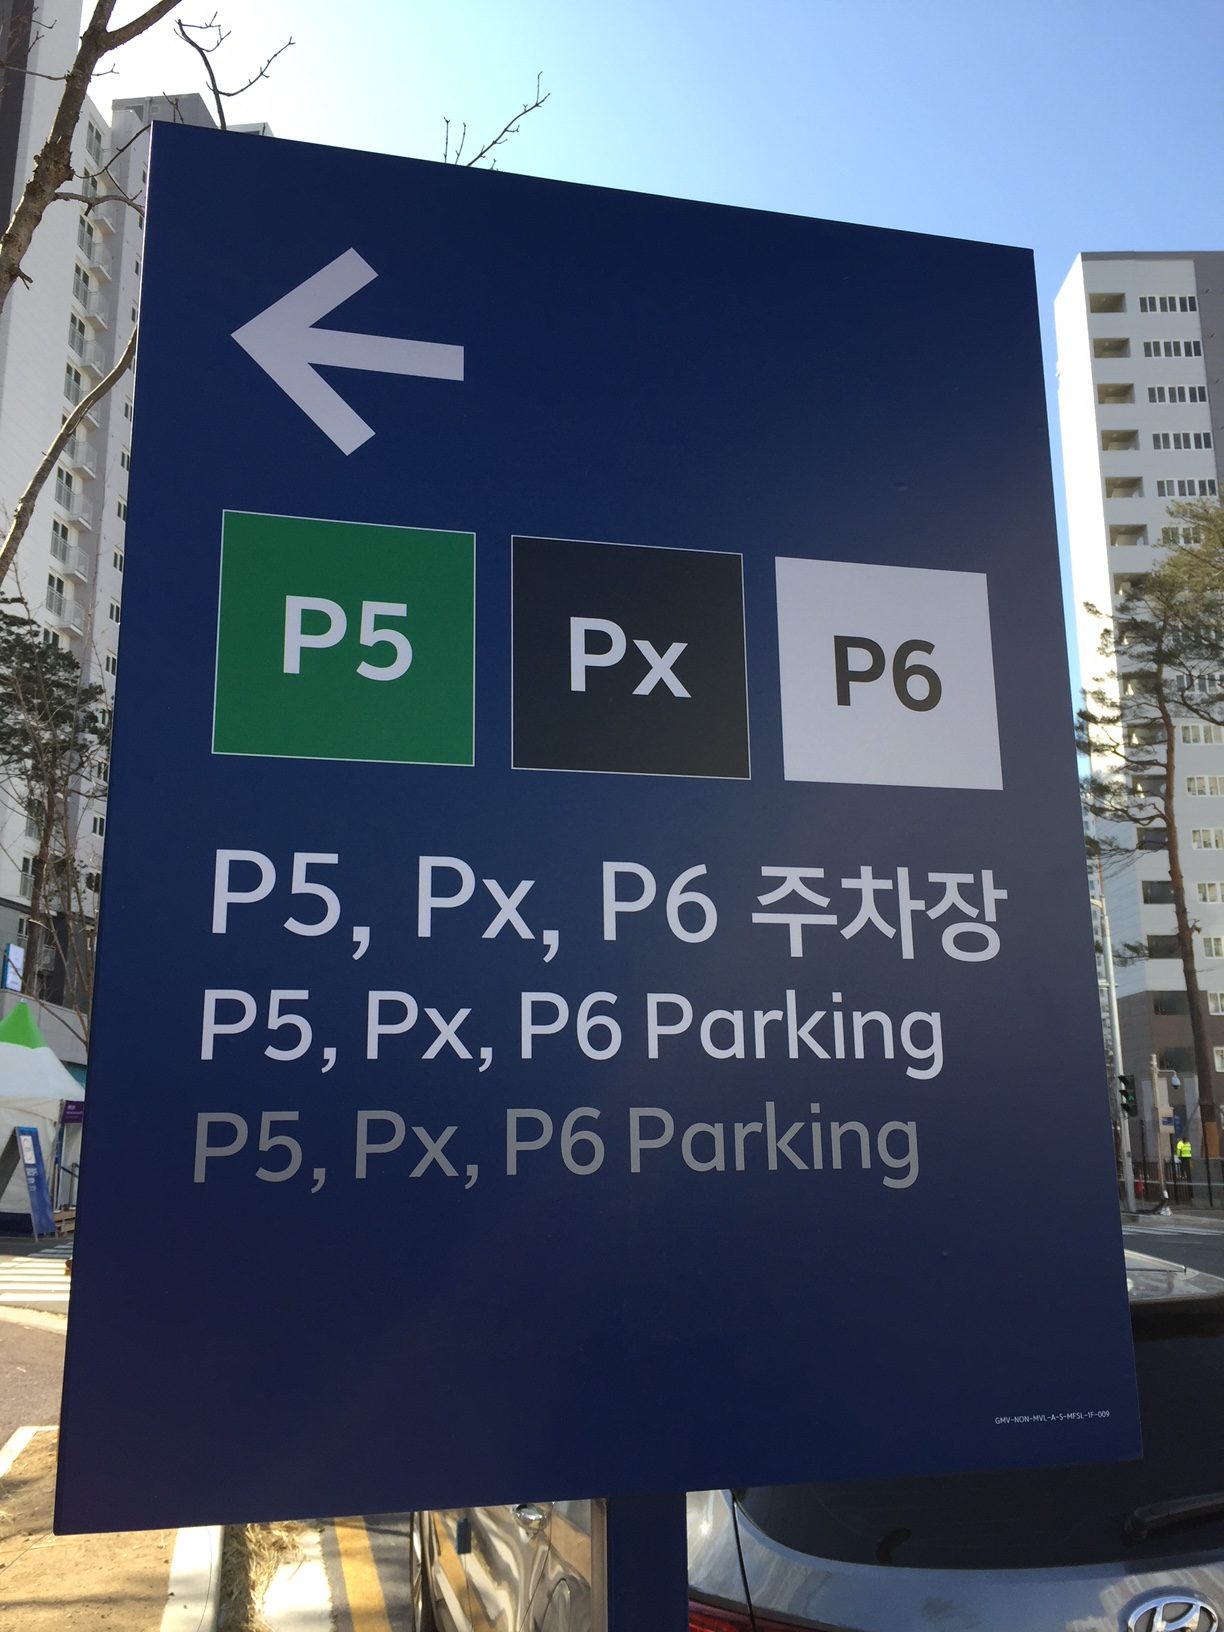 P5 Px P6
P5, Px, P6 주차장
P5, Px, P6 Parking
P5, Px, P6 Parking
GMV-NON-MVL-A-S-MFSL-1F-009